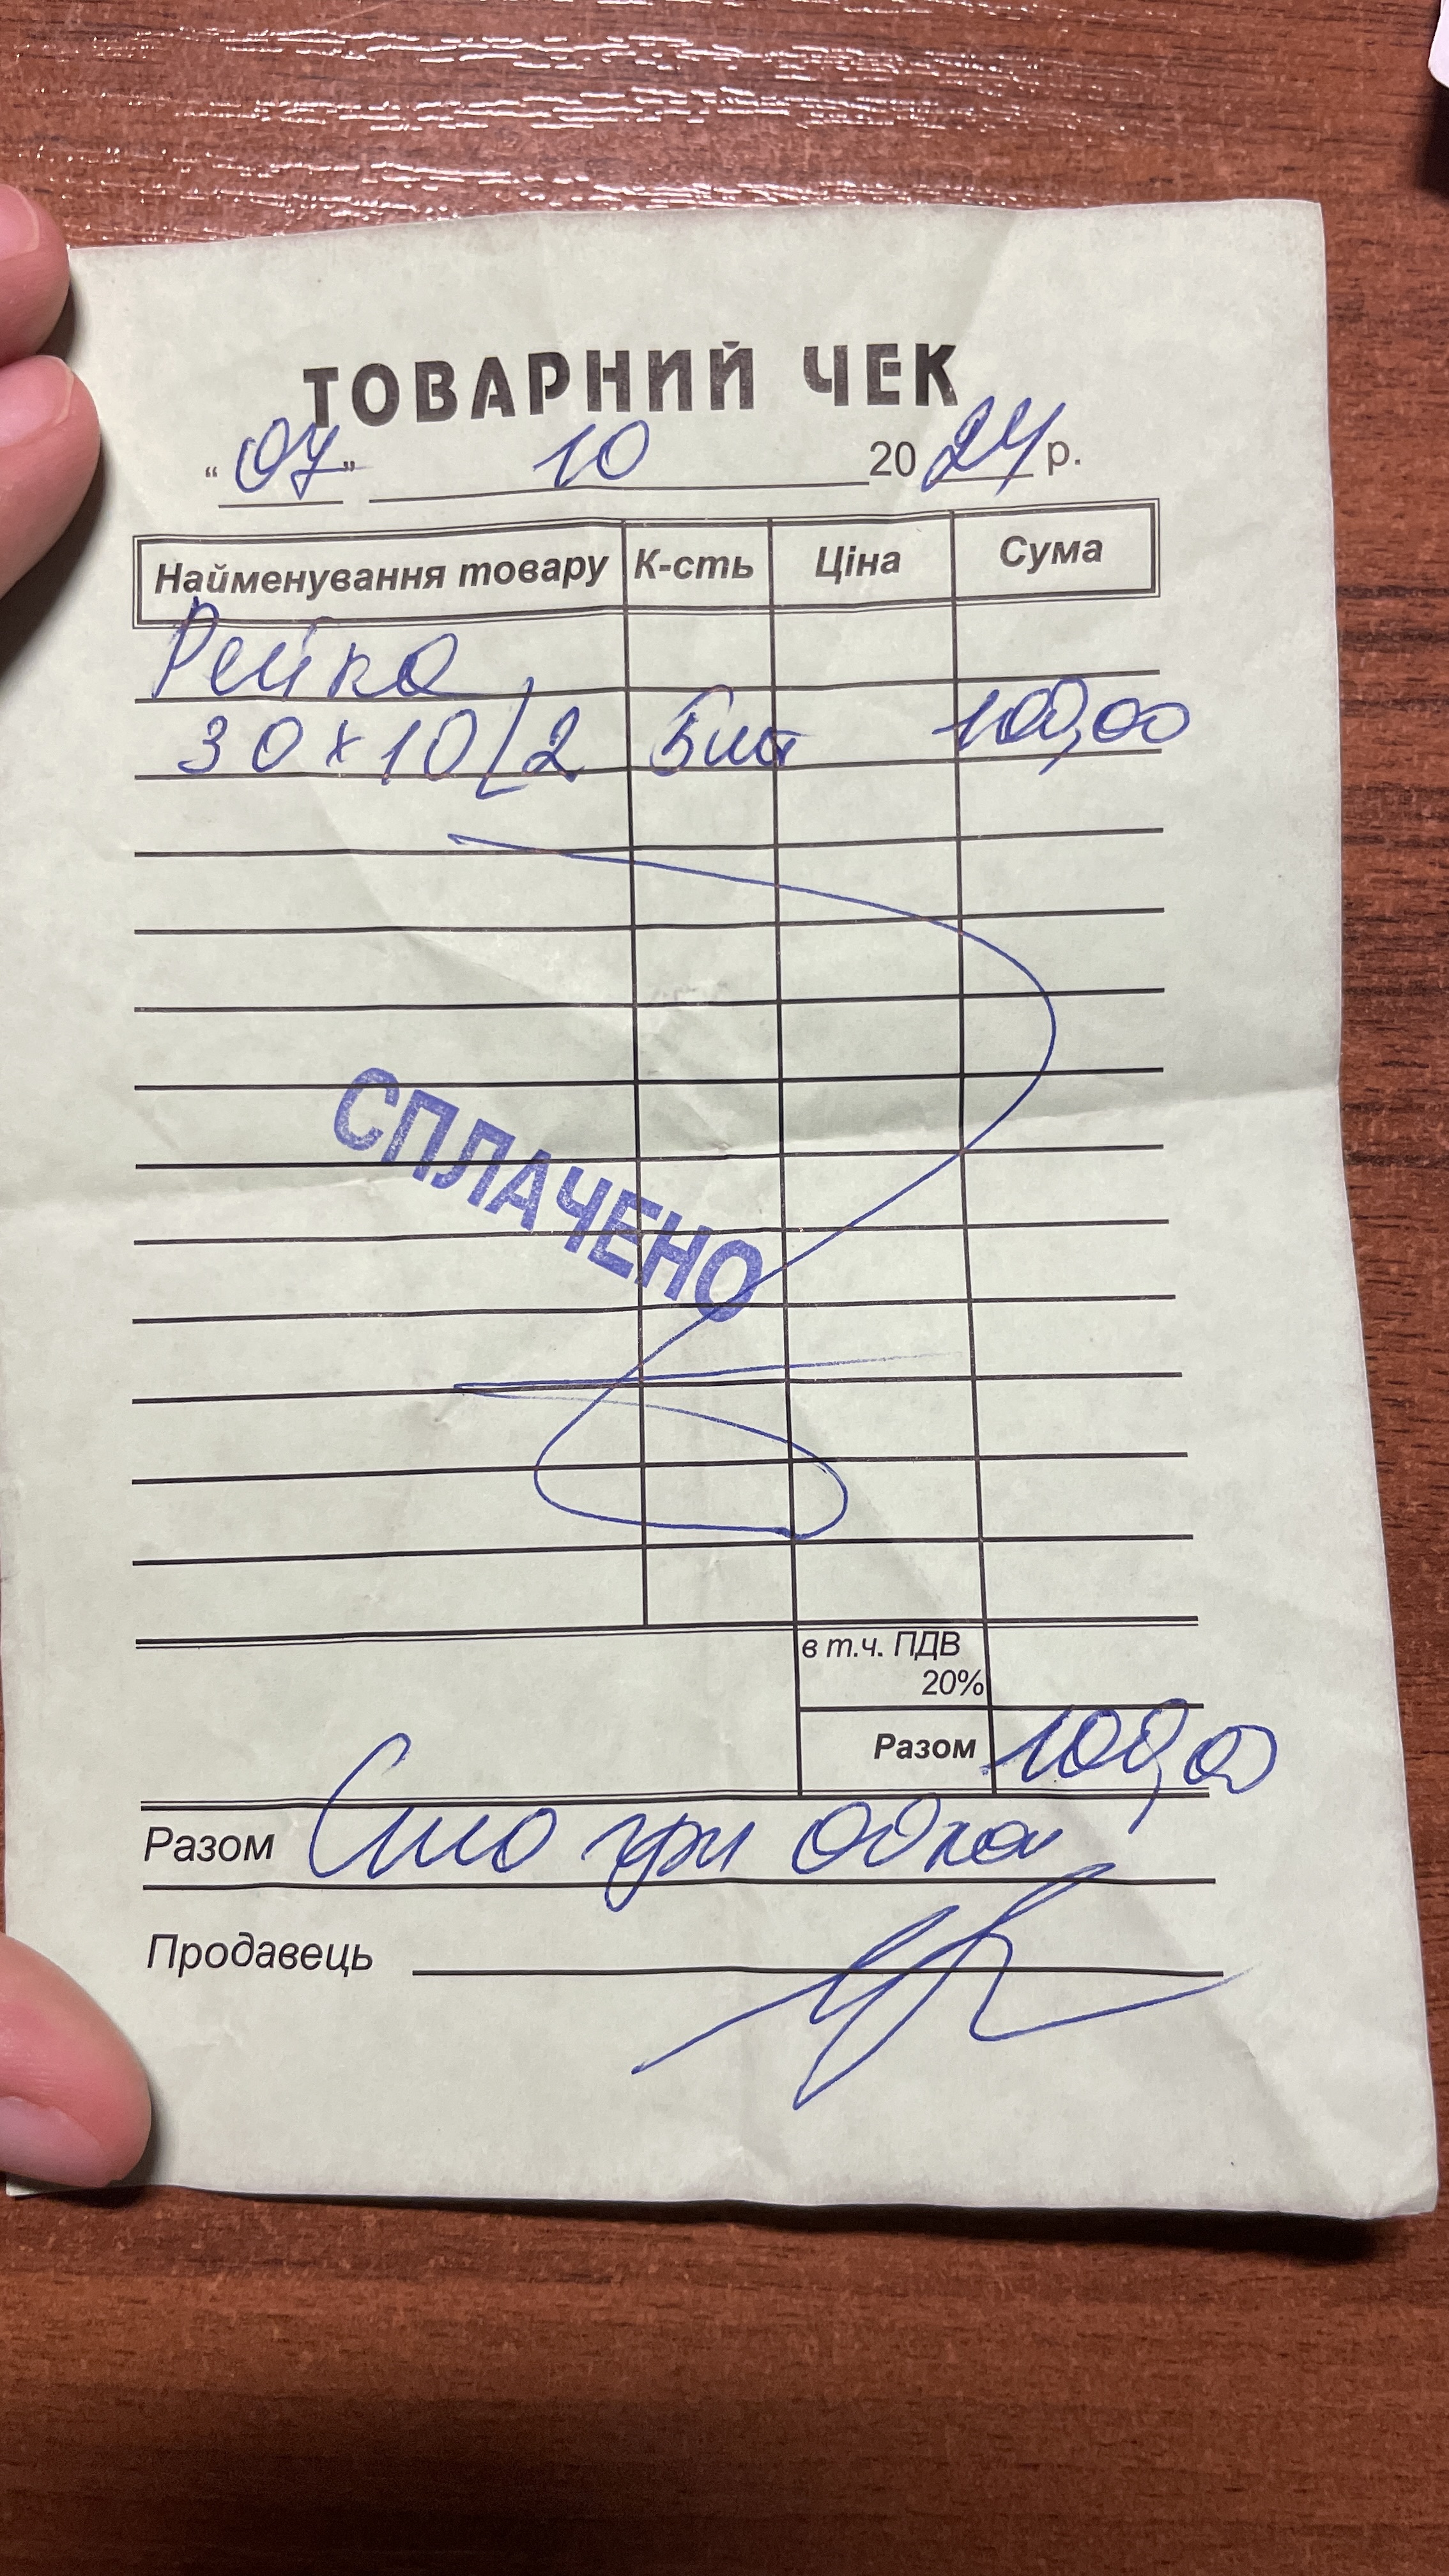 ТОВАРНИЙ ЧЕК
“07” 10 2024 р.
Найменування товару К-сть Ціна Сума
Рейка
30×10 L2 5шт 100,00
СПЛАЧЕНО
в т.ч. ПДВ
20%
Разом 100,00
Разом Сто грн 00коп
Продавець